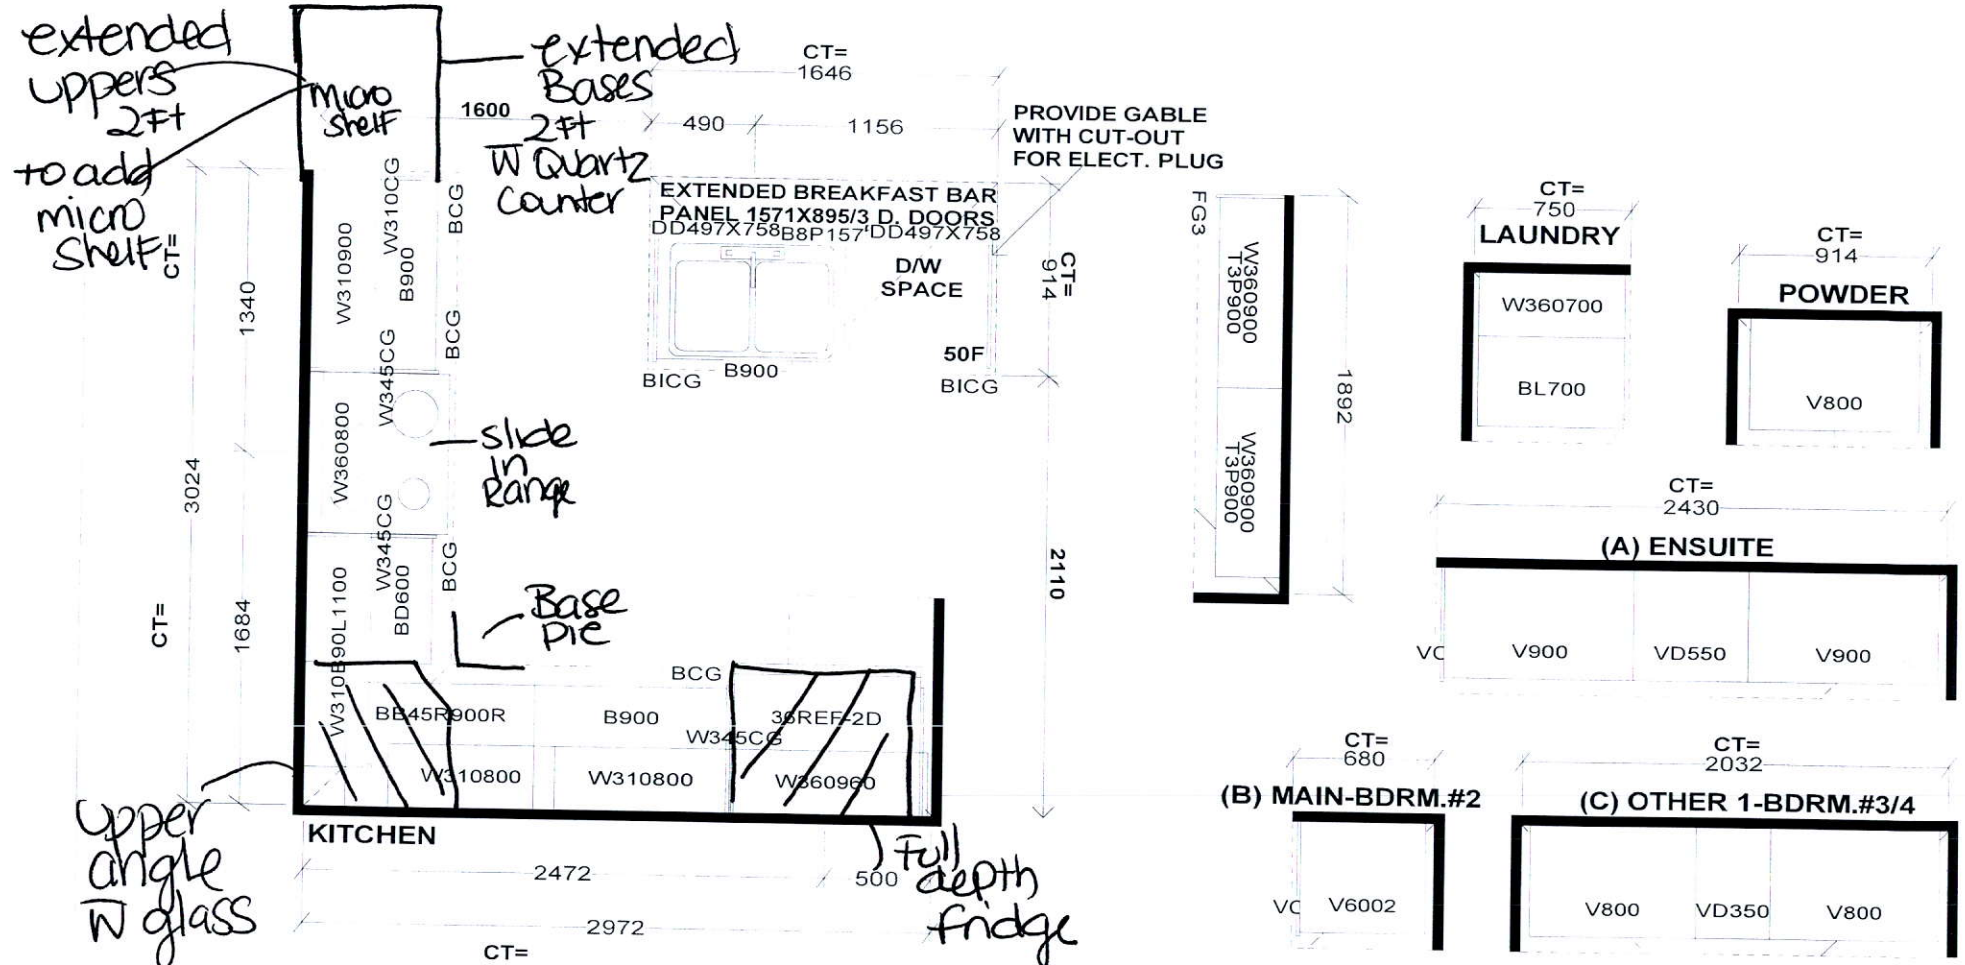 extended
uppers
2Ft
to add
micro
shelf
micro
shelf
extended
Bases
2Ft
W Quartz
Counter
1600
CT=
1646
490
1156
PROVIDE GABLE
WITH CUT-OUT
FOR ELECT. PLUG
EXTENDED BREAKFAST BAR
PANEL 1571X895/3 D. DOORS
DD497X758
B8P157
DD497X758
D/W
SPACE
50F
B900
BICG
BICG
CT=
914
2110
CT=
3024
1340
1684
CT=
W310900
W310CG
B900
BCG
BCG
W345CG
W360800
slide
in
Range
W345CG
BD600
BCG
W310B90L1100
Base
pie
BB45R900R
B900
BCG
36REF-2D
W345CG
W310800
W310800
W360960
upper
angle
W glass
KITCHEN
2472
500
2972
CT=
Full
depth
fridge
FG3
W360900
T3P900
W360900
T3P900
1892
CT=
750
LAUNDRY
W360700
BL700
CT=
914
POWDER
V800
CT=
2430
(A) ENSUITE
VC
V900
VD550
V900
CT=
680
(B) MAIN-BDRM.#2
VC
V6002
CT=
2032
(C) OTHER 1-BDRM.#3/4
V800
VD350
V800